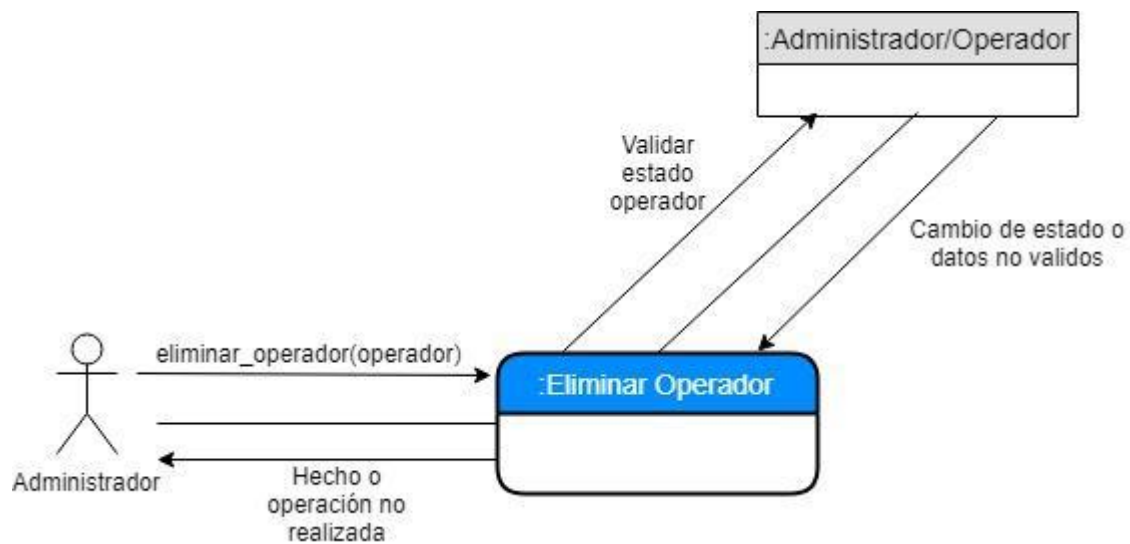 :Administrador/Operador
Validar
estado
operador
Cambio de estado o
datos no validos
eliminar_operador(operador)
:Eliminar Operador
Administrador
Hecho o
operación no
realizada